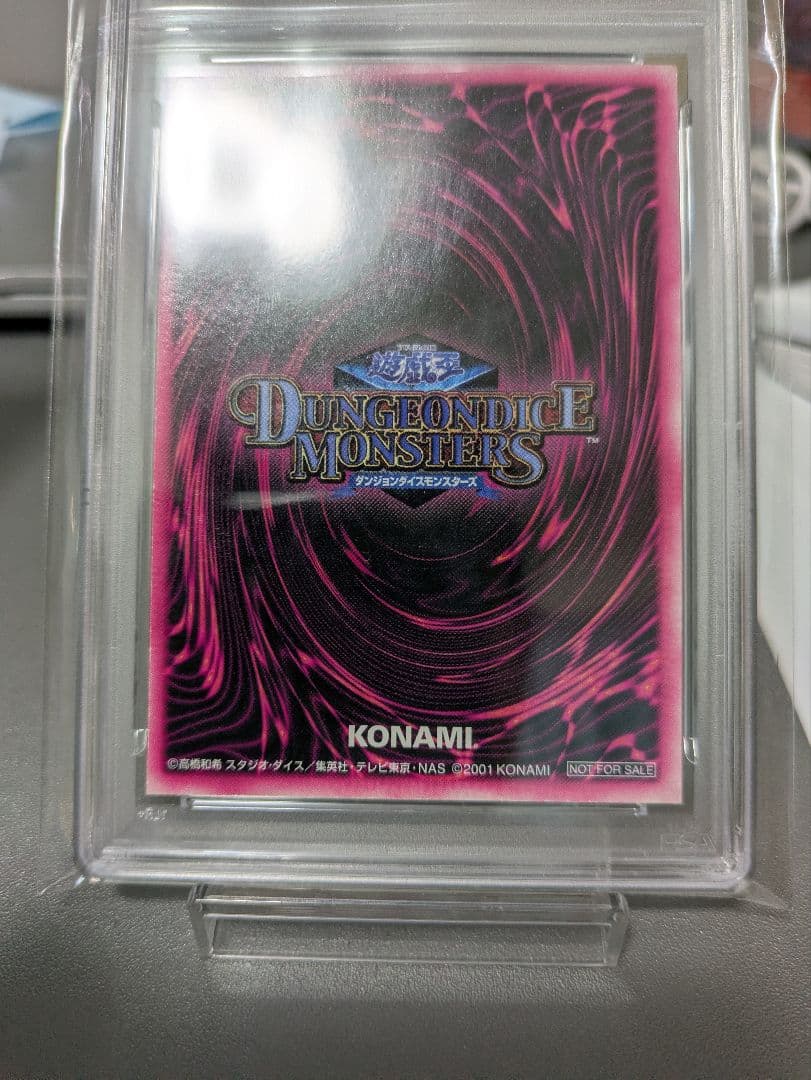 遊戯王
DUNGEONDICE
MONSTERS™
ダンジョンダイスモンスターズ
KONAMI
©高橋和希 スタジオ・ダイス／集英社・テレビ東京・NAS ©2001 KONAMI NOT FOR SALE